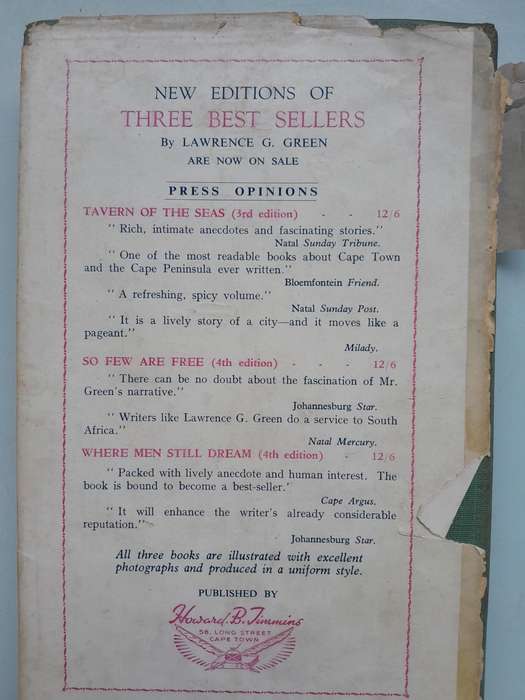 NEW EDITIONS OF
THREE BEST SELLERS
By LAWRENCE G. GREEN
ARE NOW ON SALE
PRESS OPINIONS
TAVERN OF THE SEAS (3rd edition) - - 12/6
" Rich, intimate anecdotes and fascinating stories."
Natal Sunday Tribune.
" One of the most readable books about Cape Town
and the Cape Peninsula ever written."
Bloemfontein Friend.
" A refreshing, spicy volume."
Natal Sunday Post.
" It is a lively story of a city—and it moves like a
pageant."
Milady.
SO FEW ARE FREE (4th edition) - - - 12/6
" There can be no doubt about the fascination of Mr.
Green's narrative."
Johannesburg Star.
" Writers like Lawrence G. Green do a service to South
Africa."
Natal Mercury.
WHERE MEN STILL DREAM (4th edition) - 12/6
" Packed with lively anecdote and human interest. The
book is bound to become a best-seller.'
Cape Argus.
" It will enhance the writer's already considerable
reputation."
Johannesburg Star.
All three books are illustrated with excellent
photographs and produced in a uniform style.
PUBLISHED BY
Howard B. Timmins
58, LONG STREET
CAPE TOWN